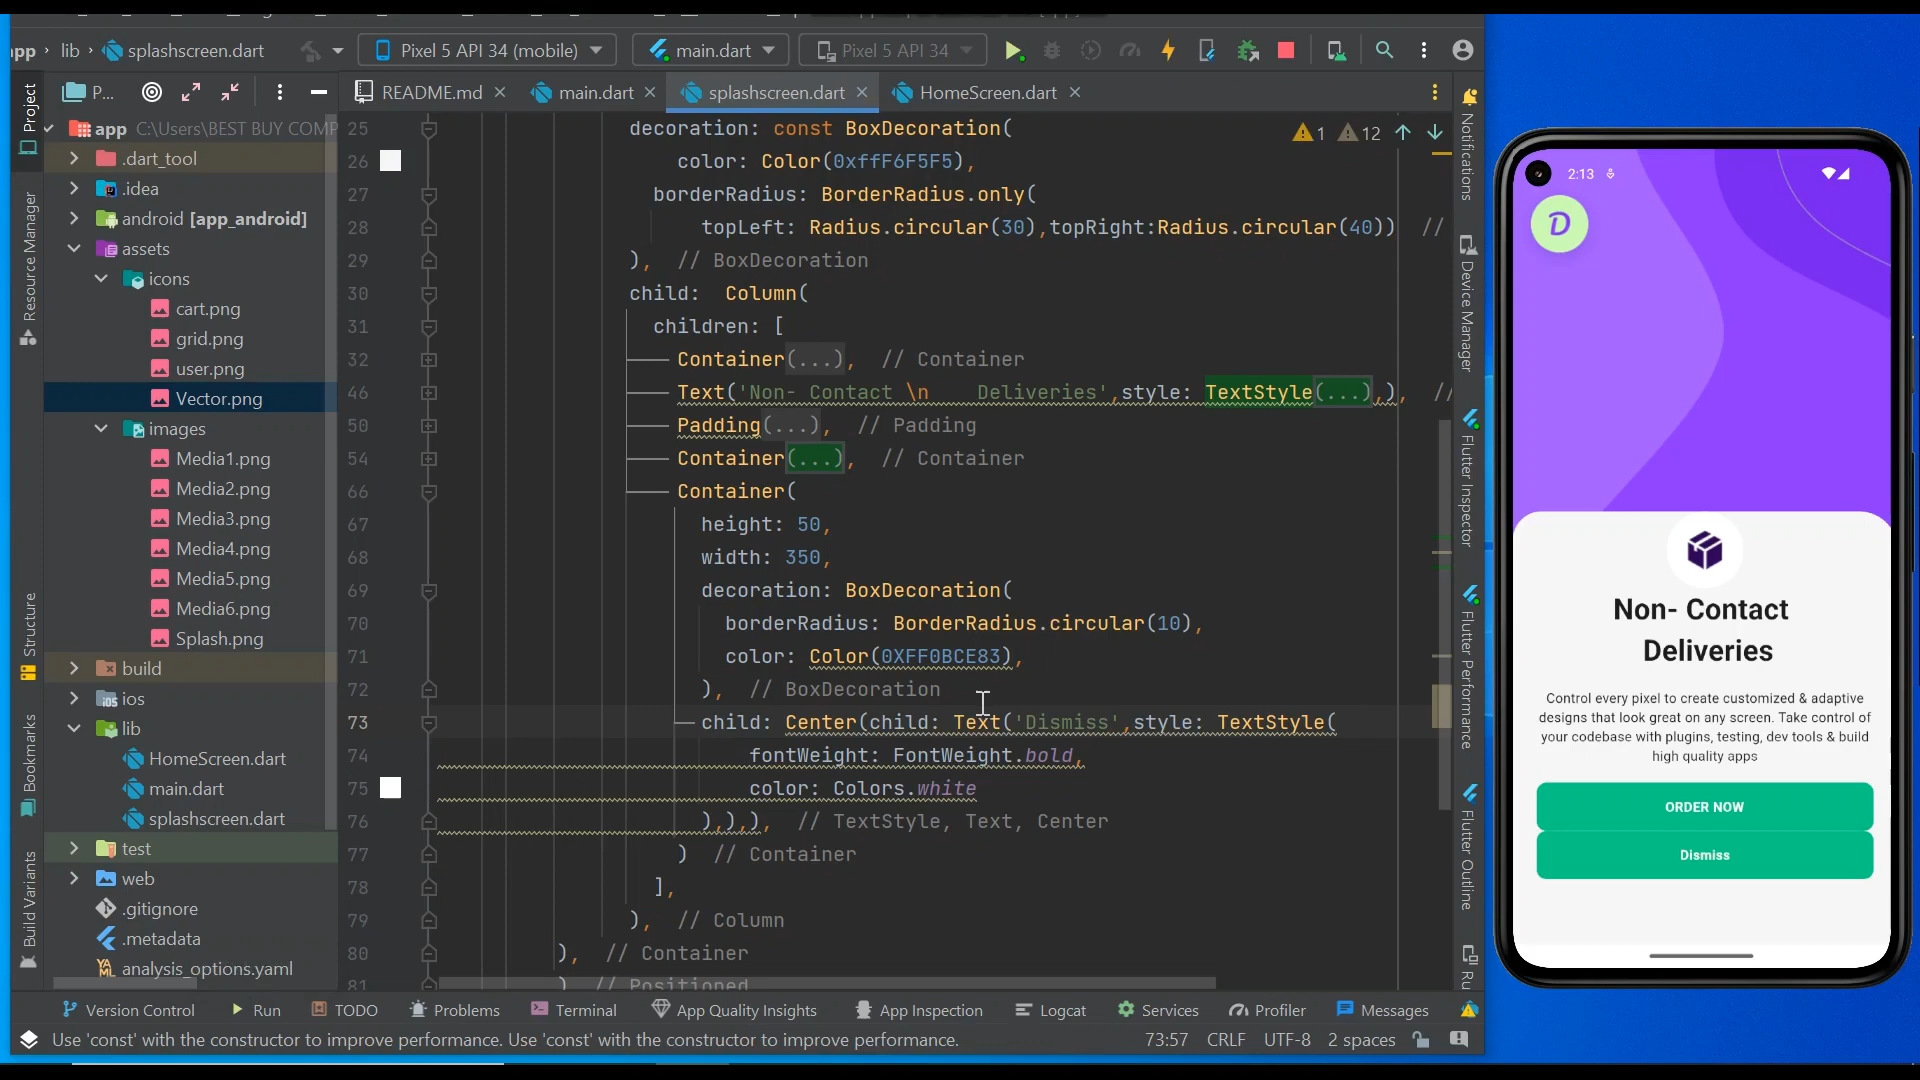 app › lib › splashscreen.dart
Pixel 5 API 34 (mobile)
main.dart
Pixel 5 API 34
P...
README.md
main.dart
splashscreen.dart
HomeScreen.dart
Project
Resource Manager
Structure
Bookmarks
Build Variants
app C:\Users\BEST BUY COMP
.dart_tool
.idea
android [app_android]
assets
icons
cart.png
grid.png
user.png
Vector.png
images
Media1.png
Media2.png
Media3.png
Media4.png
Media5.png
Media6.png
Splash.png
build
ios
lib
HomeScreen.dart
main.dart
splashscreen.dart
test
web
.gitignore
.metadata
analysis_options.yaml
1 12
25 decoration: const BoxDecoration(
26 color: Color(0xffF6F5F5),
27 borderRadius: BorderRadius.only(
28 topLeft: Radius.circular(30),topRight:Radius.circular(40)) //
29 ), // BoxDecoration
30 child: Column(
31 children: [
32 Container(...), // Container
46 Text('Non- Contact \n Deliveries',style: TextStyle(...),), //
50 Padding(...), // Padding
54 Container(...), // Container
66 Container(
67 height: 50,
68 width: 350,
69 decoration: BoxDecoration(
70 borderRadius: BorderRadius.circular(10),
71 color: Color(0XFF0BCE83),
72 ), // BoxDecoration
73 child: Center(child: Text('Dismiss',style: TextStyle(
74 fontWeight: FontWeight.bold,
75 color: Colors.white
76 ),),), // TextStyle, Text, Center
77 ) // Container
78 ],
79 ), // Column
80 ), // Container
81 ) // Positioned
Notifications
Device Manager
Flutter Inspector
Flutter Performance
Flutter Outline
Ru
2:13
D
Non- Contact
Deliveries
Control every pixel to create customized & adaptive
designs that look great on any screen. Take control of
your codebase with plugins, testing, dev tools & build
high quality apps
ORDER NOW
Dismiss
Version Control
Run
TODO
Problems
Terminal
App Quality Insights
App Inspection
Logcat
Services
Profiler
Messages
Use 'const' with the constructor to improve performance. Use 'const' with the constructor to improve performance.
73:57 CRLF UTF-8 2 spaces